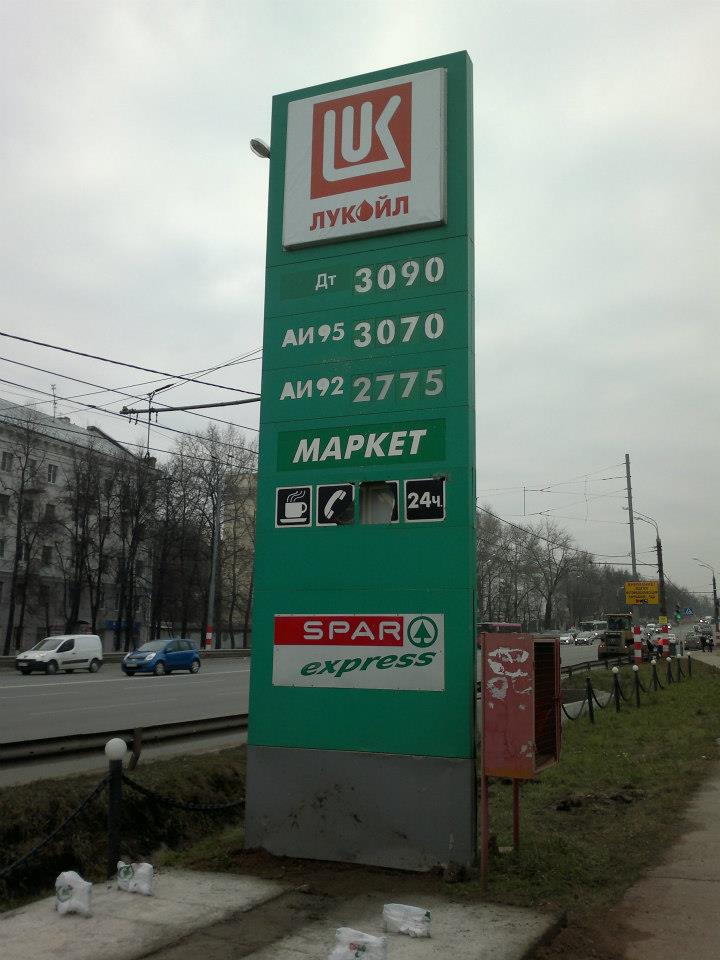 LUK
ЛУКОЙЛ
Дт 3090
АИ95 3070
АИ92 2775
МАРКЕТ
24ч.
SPAR
express